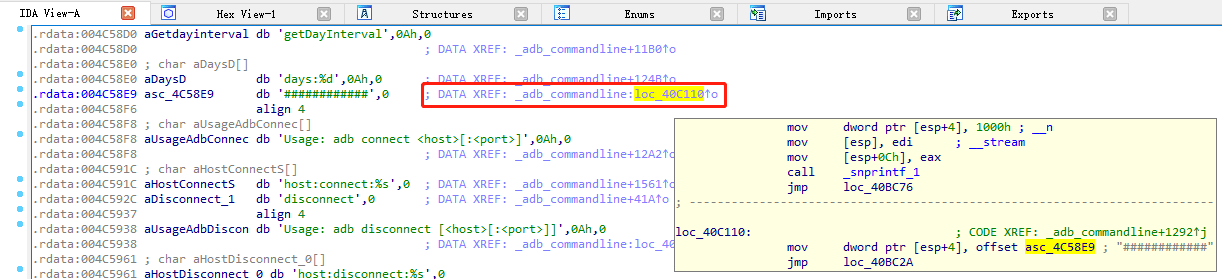 IDA View-A
Hex View-1
Structures
Enums
Imports
Exports
.rdata:004C58D0 aGetdayinterval db 'getDayInterval',0Ah,0
.rdata:004C58D0 ; DATA XREF: _adb_commandline+11B0↑o
.rdata:004C58E0 ; char aDaysD[]
.rdata:004C58E0 aDaysD db 'days:%d',0Ah,0 ; DATA XREF: _adb_commandline+124B↑o
.rdata:004C58E9 asc_4C58E9 db '############',0 ; DATA XREF: _adb_commandline:loc_40C110↑o
.rdata:004C58F6 align 4
.rdata:004C58F8 ; char aUsageAdbConnec[]
.rdata:004C58F8 aUsageAdbConnec db 'Usage: adb connect <host>[:<port>]',0Ah,0
.rdata:004C58F8 ; DATA XREF: _adb_commandline+12A2↑o
.rdata:004C591C ; char aHostConnectS[]
.rdata:004C591C aHostConnectS db 'host:connect:%s',0 ; DATA XREF: _adb_commandline+1561↑o
.rdata:004C592C aDisconnect_1 db 'disconnect',0 ; DATA XREF: _adb_commandline+41A↑o
.rdata:004C5937 align 4
.rdata:004C5938 aUsageAdbDiscon db 'Usage: adb disconnect [<host>[:<port>]]',0Ah,0
.rdata:004C5938 ; DATA XREF: _adb_commandline:loc_40
.rdata:004C5961 ; char aHostDisconnect_0[]
.rdata:004C5961 aHostDisconnect_0 db 'host:disconnect:%s',0
mov dword ptr [esp+4], 1000h ; __n
mov [esp], edi ; __stream
mov [esp+0Ch], eax
call _snprintf_1
jmp loc_40BC76
; ---------------------------------------------------------------------------
loc_40C110: ; CODE XREF: _adb_commandline+1292↑j
mov dword ptr [esp+4], offset asc_4C58E9 ; "############"
jmp loc_40BC2A